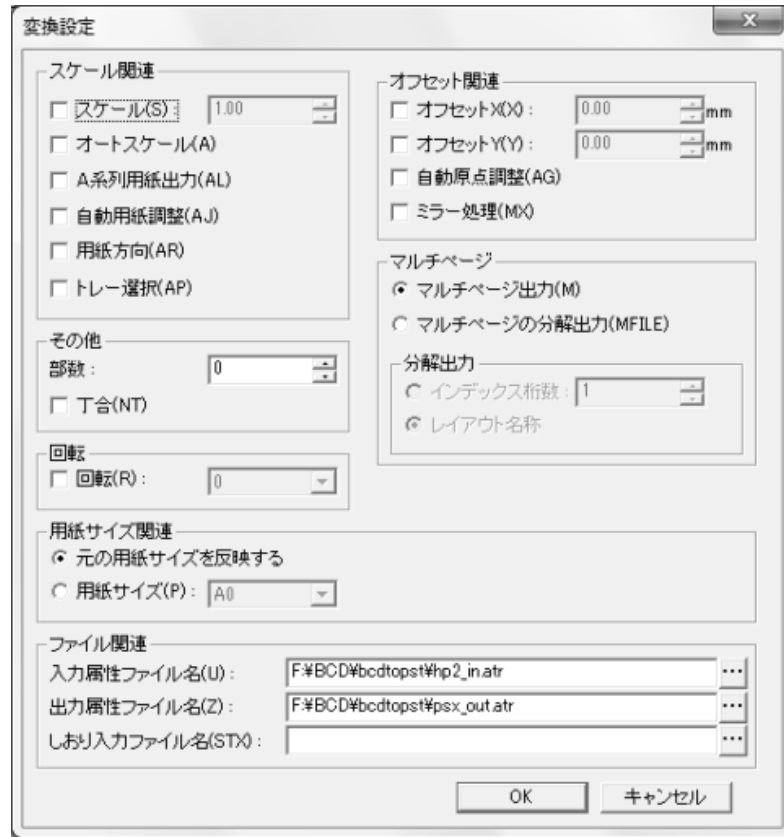 変換設定
スケール関連
スケール(S): 1.00
オートスケール(A)
A系列用紙出力(AL)
自動用紙調整(AJ)
用紙方向(AR)
トレー選択(AP)
その他
部数: 0
丁合(NT)
回転
回転(R): 0
オフセット関連
オフセットX(X): 0.00 mm
オフセットY(Y): 0.00 mm
自動原点調整(AG)
ミラー処理(MX)
マルチページ
マルチページ出力(M)
マルチページの分解出力(MFILE)
分解出力
インデックス桁数: 1
レイアウト名称
用紙サイズ関連
元の用紙サイズを反映する
用紙サイズ(P): A0
ファイル関連
入力属性ファイル名(U): F:¥BCD¥bcdtopst¥hp2_in.atr ...
出力属性ファイル名(Z): F:¥BCD¥bcdtopst¥psx_out.atr ...
しおり入力ファイル名(STX): ...
OK キャンセル